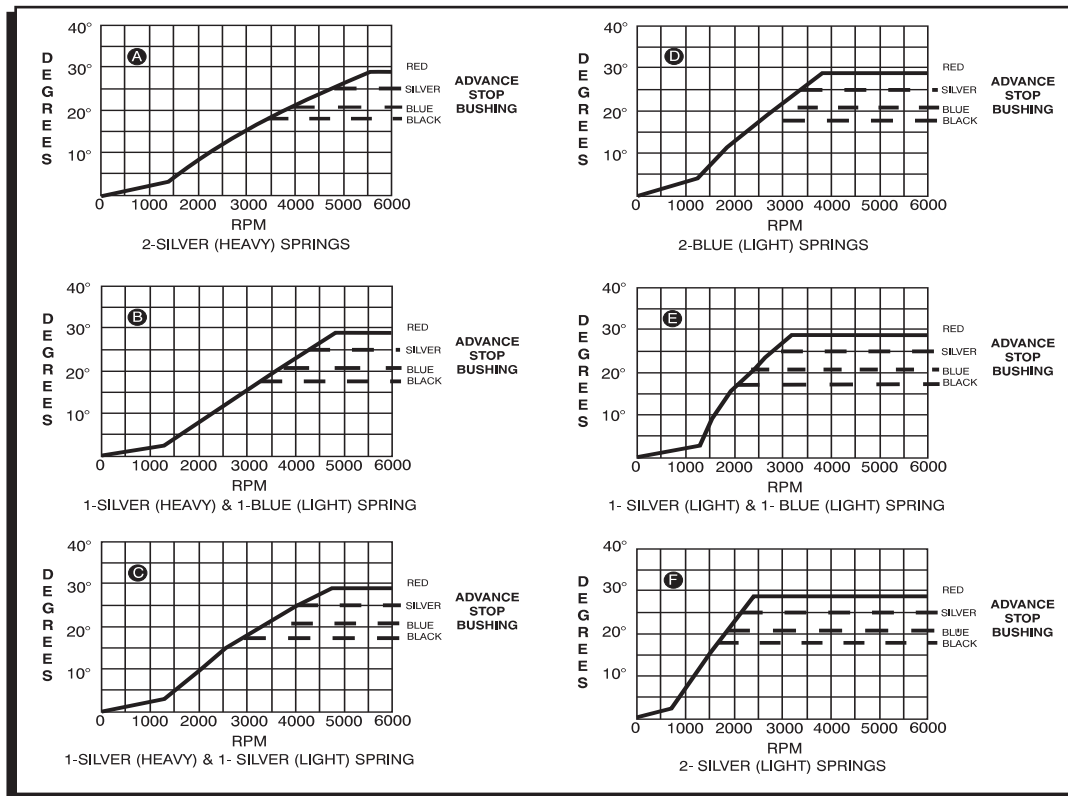 A
DEGREES
40°
30°
20°
10°
0 1000 2000 3000 4000 5000 6000
RPM
RED
SILVER
BLUE
BLACK
ADVANCE
STOP
BUSHING
2-SILVER (HEAVY) SPRINGS
D
DEGREES
40°
30°
20°
10°
0 1000 2000 3000 4000 5000 6000
RPM
RED
SILVER
BLUE
BLACK
ADVANCE
STOP
BUSHING
2-BLUE (LIGHT) SPRINGS
B
DEGREES
40°
30°
20°
10°
0 1000 2000 3000 4000 5000 6000
RPM
RED
SILVER
BLUE
BLACK
ADVANCE
STOP
BUSHING
1-SILVER (HEAVY) & 1-BLUE (LIGHT) SPRING
E
DEGREES
40°
30°
20°
10°
0 1000 2000 3000 4000 5000 6000
RPM
RED
SILVER
BLUE
BLACK
ADVANCE
STOP
BUSHING
1- SILVER (LIGHT) & 1- BLUE (LIGHT) SPRING
C
DEGREES
40°
30°
20°
10°
0 1000 2000 3000 4000 5000 6000
RPM
RED
SILVER
BLUE
BLACK
ADVANCE
STOP
BUSHING
1-SILVER (HEAVY) & 1- SILVER (LIGHT) SPRING
F
DEGREES
40°
30°
20°
10°
0 1000 2000 3000 4000 5000 6000
RPM
RED
SILVER
BLUE
BLACK
ADVANCE
STOP
BUSHING
2- SILVER (LIGHT) SPRINGS